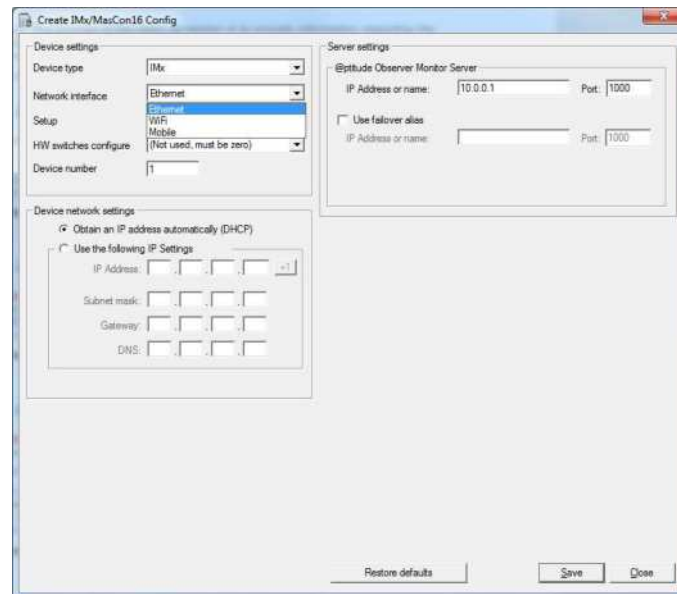 Create IMx/MasCon16 Config
Device settings
Device type IMx
Network interface Ethernet
Ethernet
WiFi
Mobile
Setup
HW switches configure (Not used, must be zero)
Device number 1
Device network settings
Obtain an IP address automatically (DHCP)
Use the following IP Settings
IP Address: . . . +1
Subnet mask: . . .
Gateway: . . .
DNS: . . .
Server settings
@ptitude Observer Monitor Server
IP Address or name: 10.0.0.1 Port: 1000
Use failover alias
IP Address or name: Port: 1000
Restore defaults Save Close